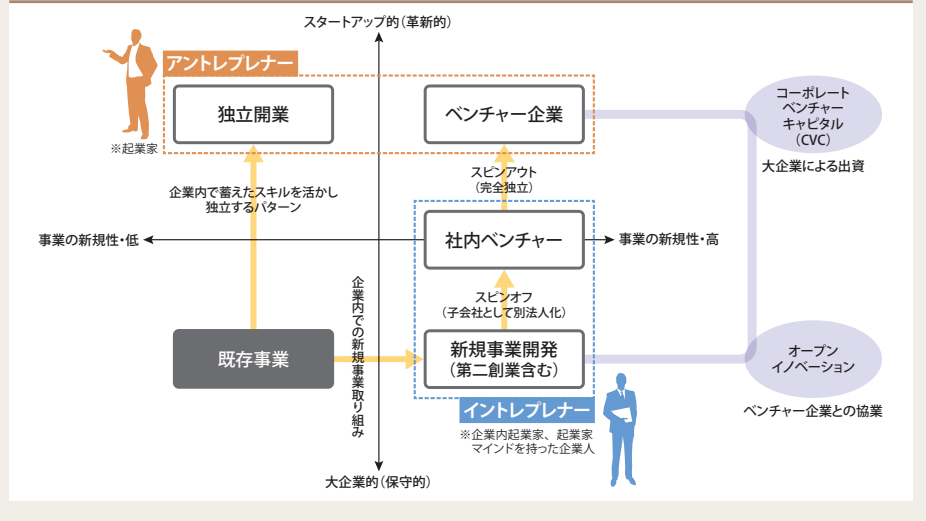 スタートアップ的(革新的)
アントレプレナー
独立開業
ベンチャー企業
※起業家
コーポレート
ベンチャー
キャピタル
(CVC)
大企業による出資
スピンアウト
(完全独立)
企業内で蓄えたスキルを活かし
独立するパターン
事業の新規性・低
社内ベンチャー
事業の新規性・高
企業内での新規事業取り組み
スピンオフ
(子会社として別法人化)
既存事業
新規事業開発
(第二創業含む)
オープン
イノベーション
ベンチャー企業との協業
イントレプレナー
※企業内起業家、起業家
マインドを持った企業人
大企業的(保守的)